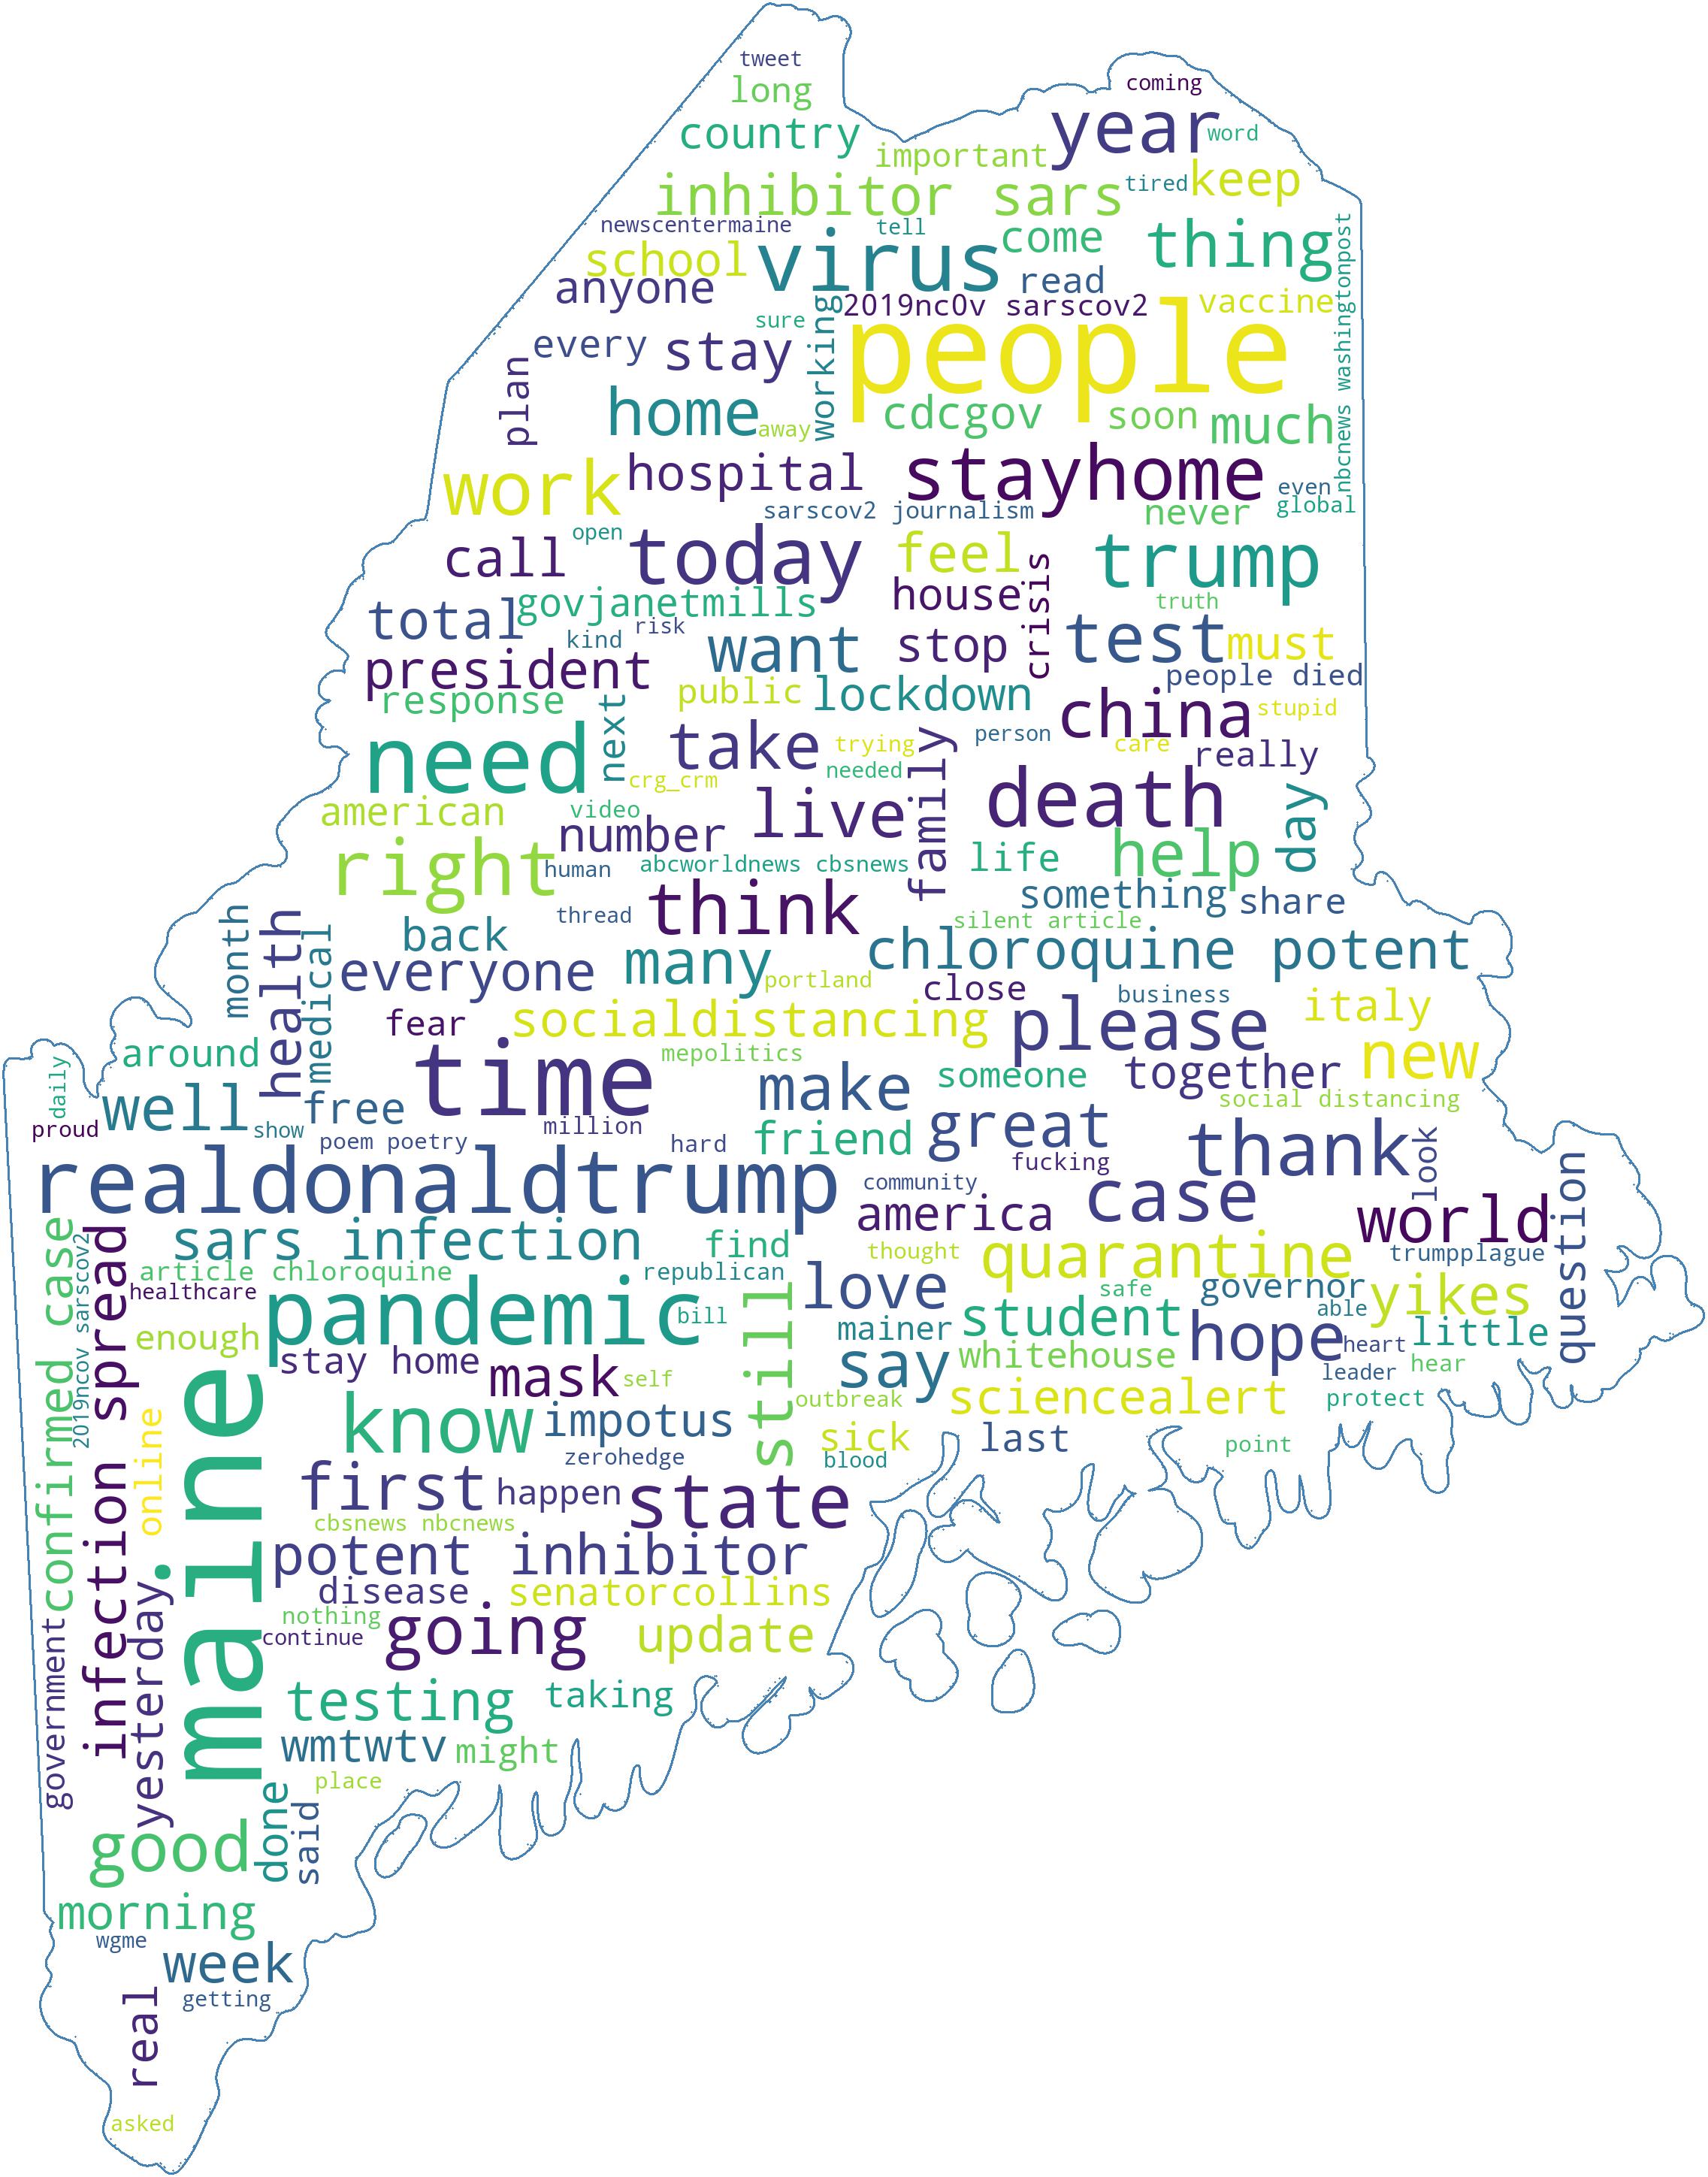 tweet
long
coming
country
year
word
important
inhibitor sars
tired
keep
newscentermaine
tell
school
virus
come
thing
anyone
read
2019nc0v sarscov2
vaccine
nbcnews washingtonpost
working
sure
people
every
stay
plan
home
away
cdcgov
soon
much
work
hospital
stayhome
even
global
sarscov2 journalism
never
open
call
today
feel
trump
crisis
house
truth
total
govjanetmills
kind
risk
want
stop
test
must
president
people died
response
public
lockdown
next
china
stupid
need
take
trying
person
care
really
family
needed
crg_crm
american
video
live
death
day
number
right
human
abcworldnews cbsnews
life
help
think
something
share
thread
silent article
month
health
medical
back
everyone
many
portland
chloroquine potent
close
business
italy
fear
socialdistancing
please
new
around
time
mepolitics
someone
together
daily
well
free
make
social distancing
proud
show
poem poetry
million
hard
friend
great
thank
look
fucking
question
realdonaldtrump
community
case
america
world
confirmed case
2019ncov sarscov2
infection spread
sars infection
find
thought
quarantine
trumpplague
article chloroquine
republican
healthcare
love
safe
governor
yikes
pandemic
bill
still
able
enough
mainer
student
hope
heart
little
stay home
mask
self
say
whitehouse
leader
hear
maine
online
know
impotus
outbreak
sciencealert
protect
sick
last
point
zerohedge
blood
first
happen
state
cbsnews nbcnews
potent inhibitor
yesterday
disease
senatorcollins
government
nothing
continue
going
update
testing
taking
wmtwtv
might
place
done
said
good
morning
wgme
week
real
getting
asked